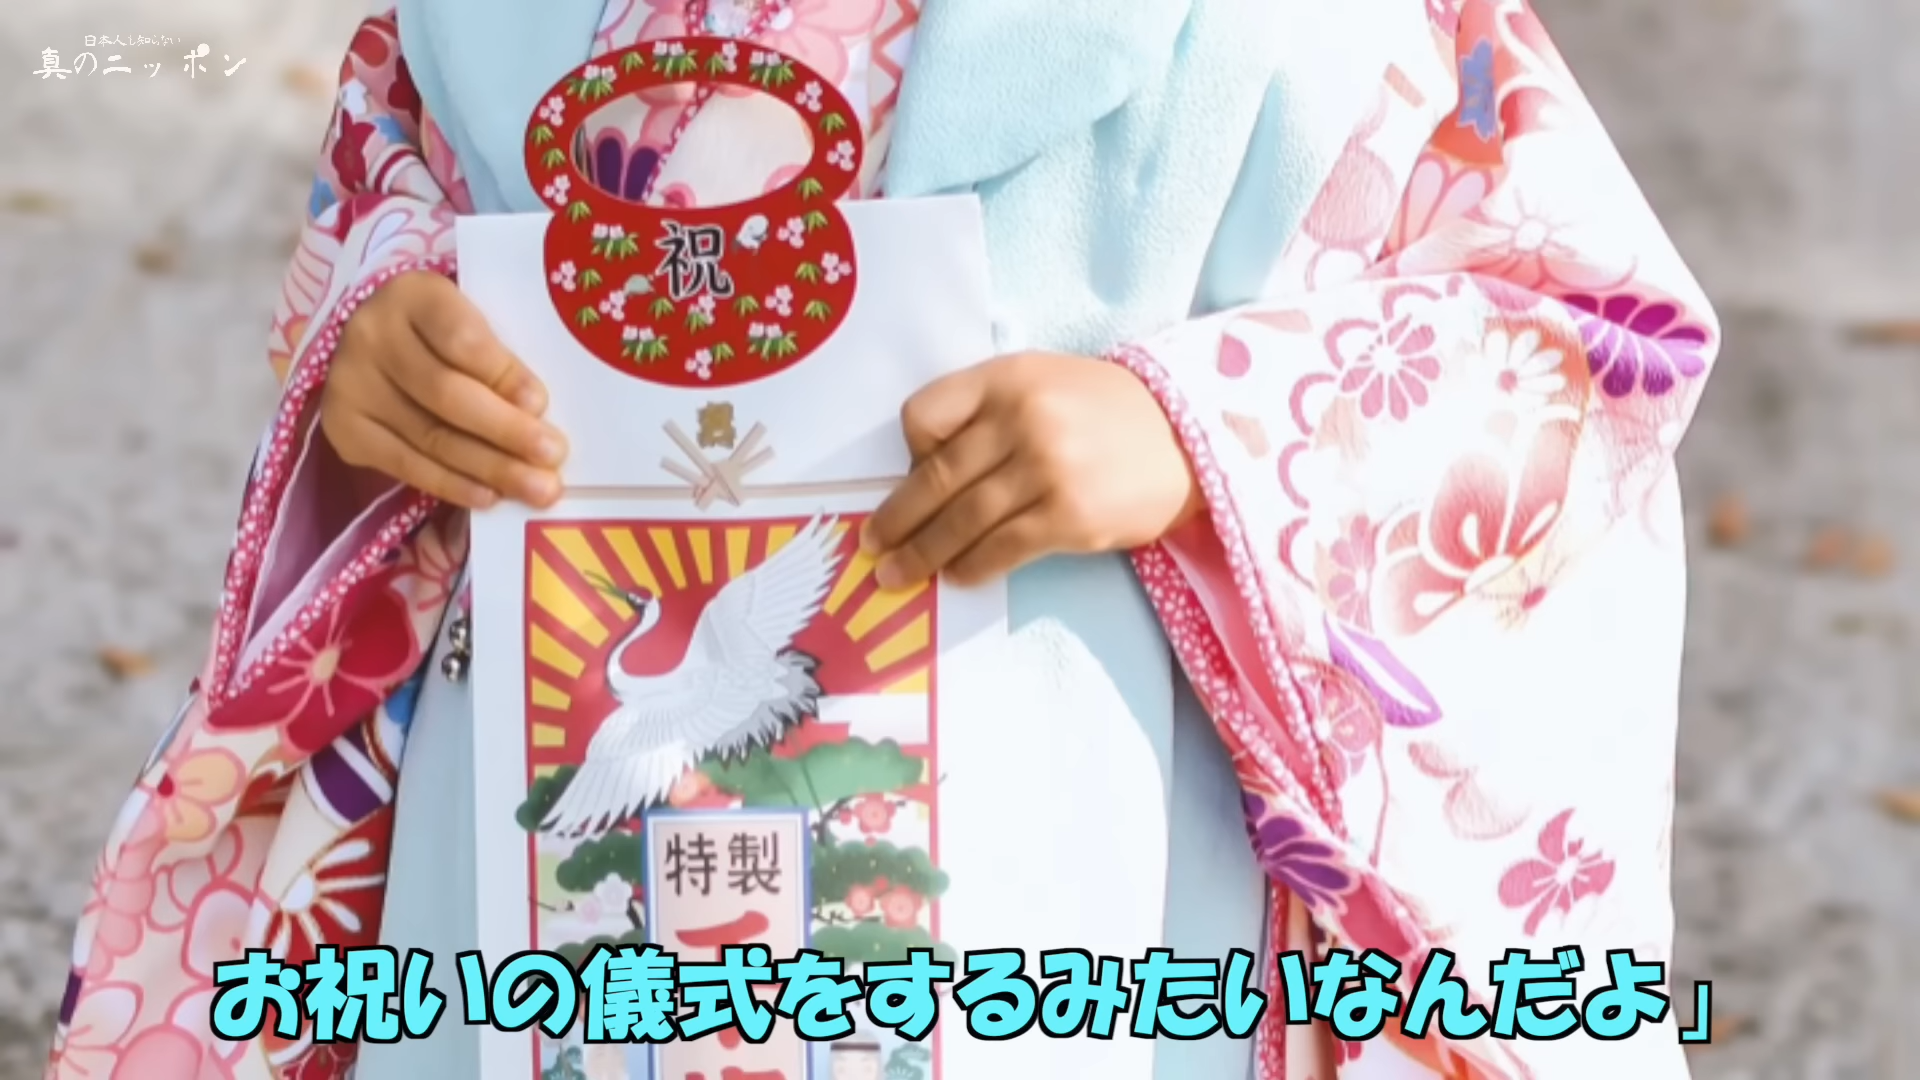 日本人も知らない
真のニッポン
祝
特製
千
お祝いの儀式をするみたいなんだよ」